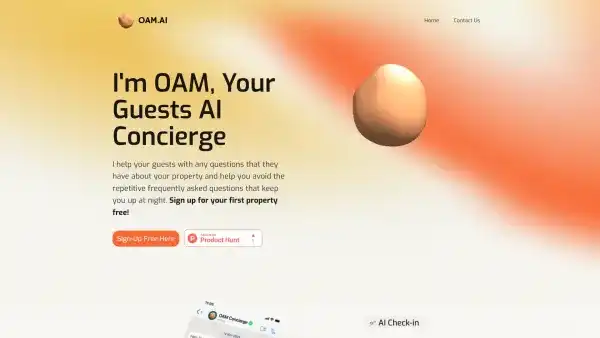 OAM.AI
Home
Contact Us
I'm OAM, Your
Guests AI
Concierge
I help your guests with any questions that they
have about your property and help you avoid the
repetitive frequently asked questions that keep
you up at night. Sign up for your first property
free!
Sign-Up Free Here
Product Hunt
OAM Concierge
AI Check-in